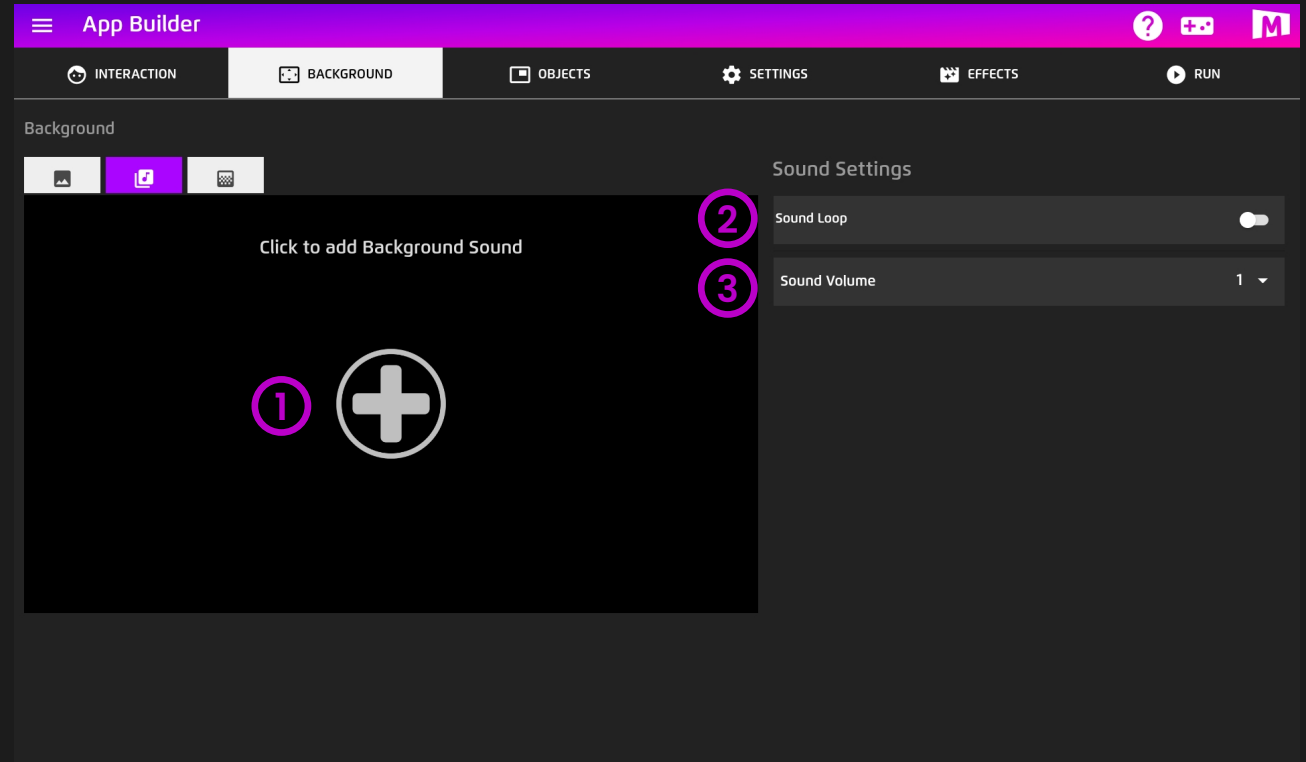 App Builder
?
M
INTERACTION
BACKGROUND
OBJECTS
SETTINGS
EFFECTS
RUN
Background
Sound Settings
2
Sound Loop
Click to add Background Sound
3
Sound Volume
1
1